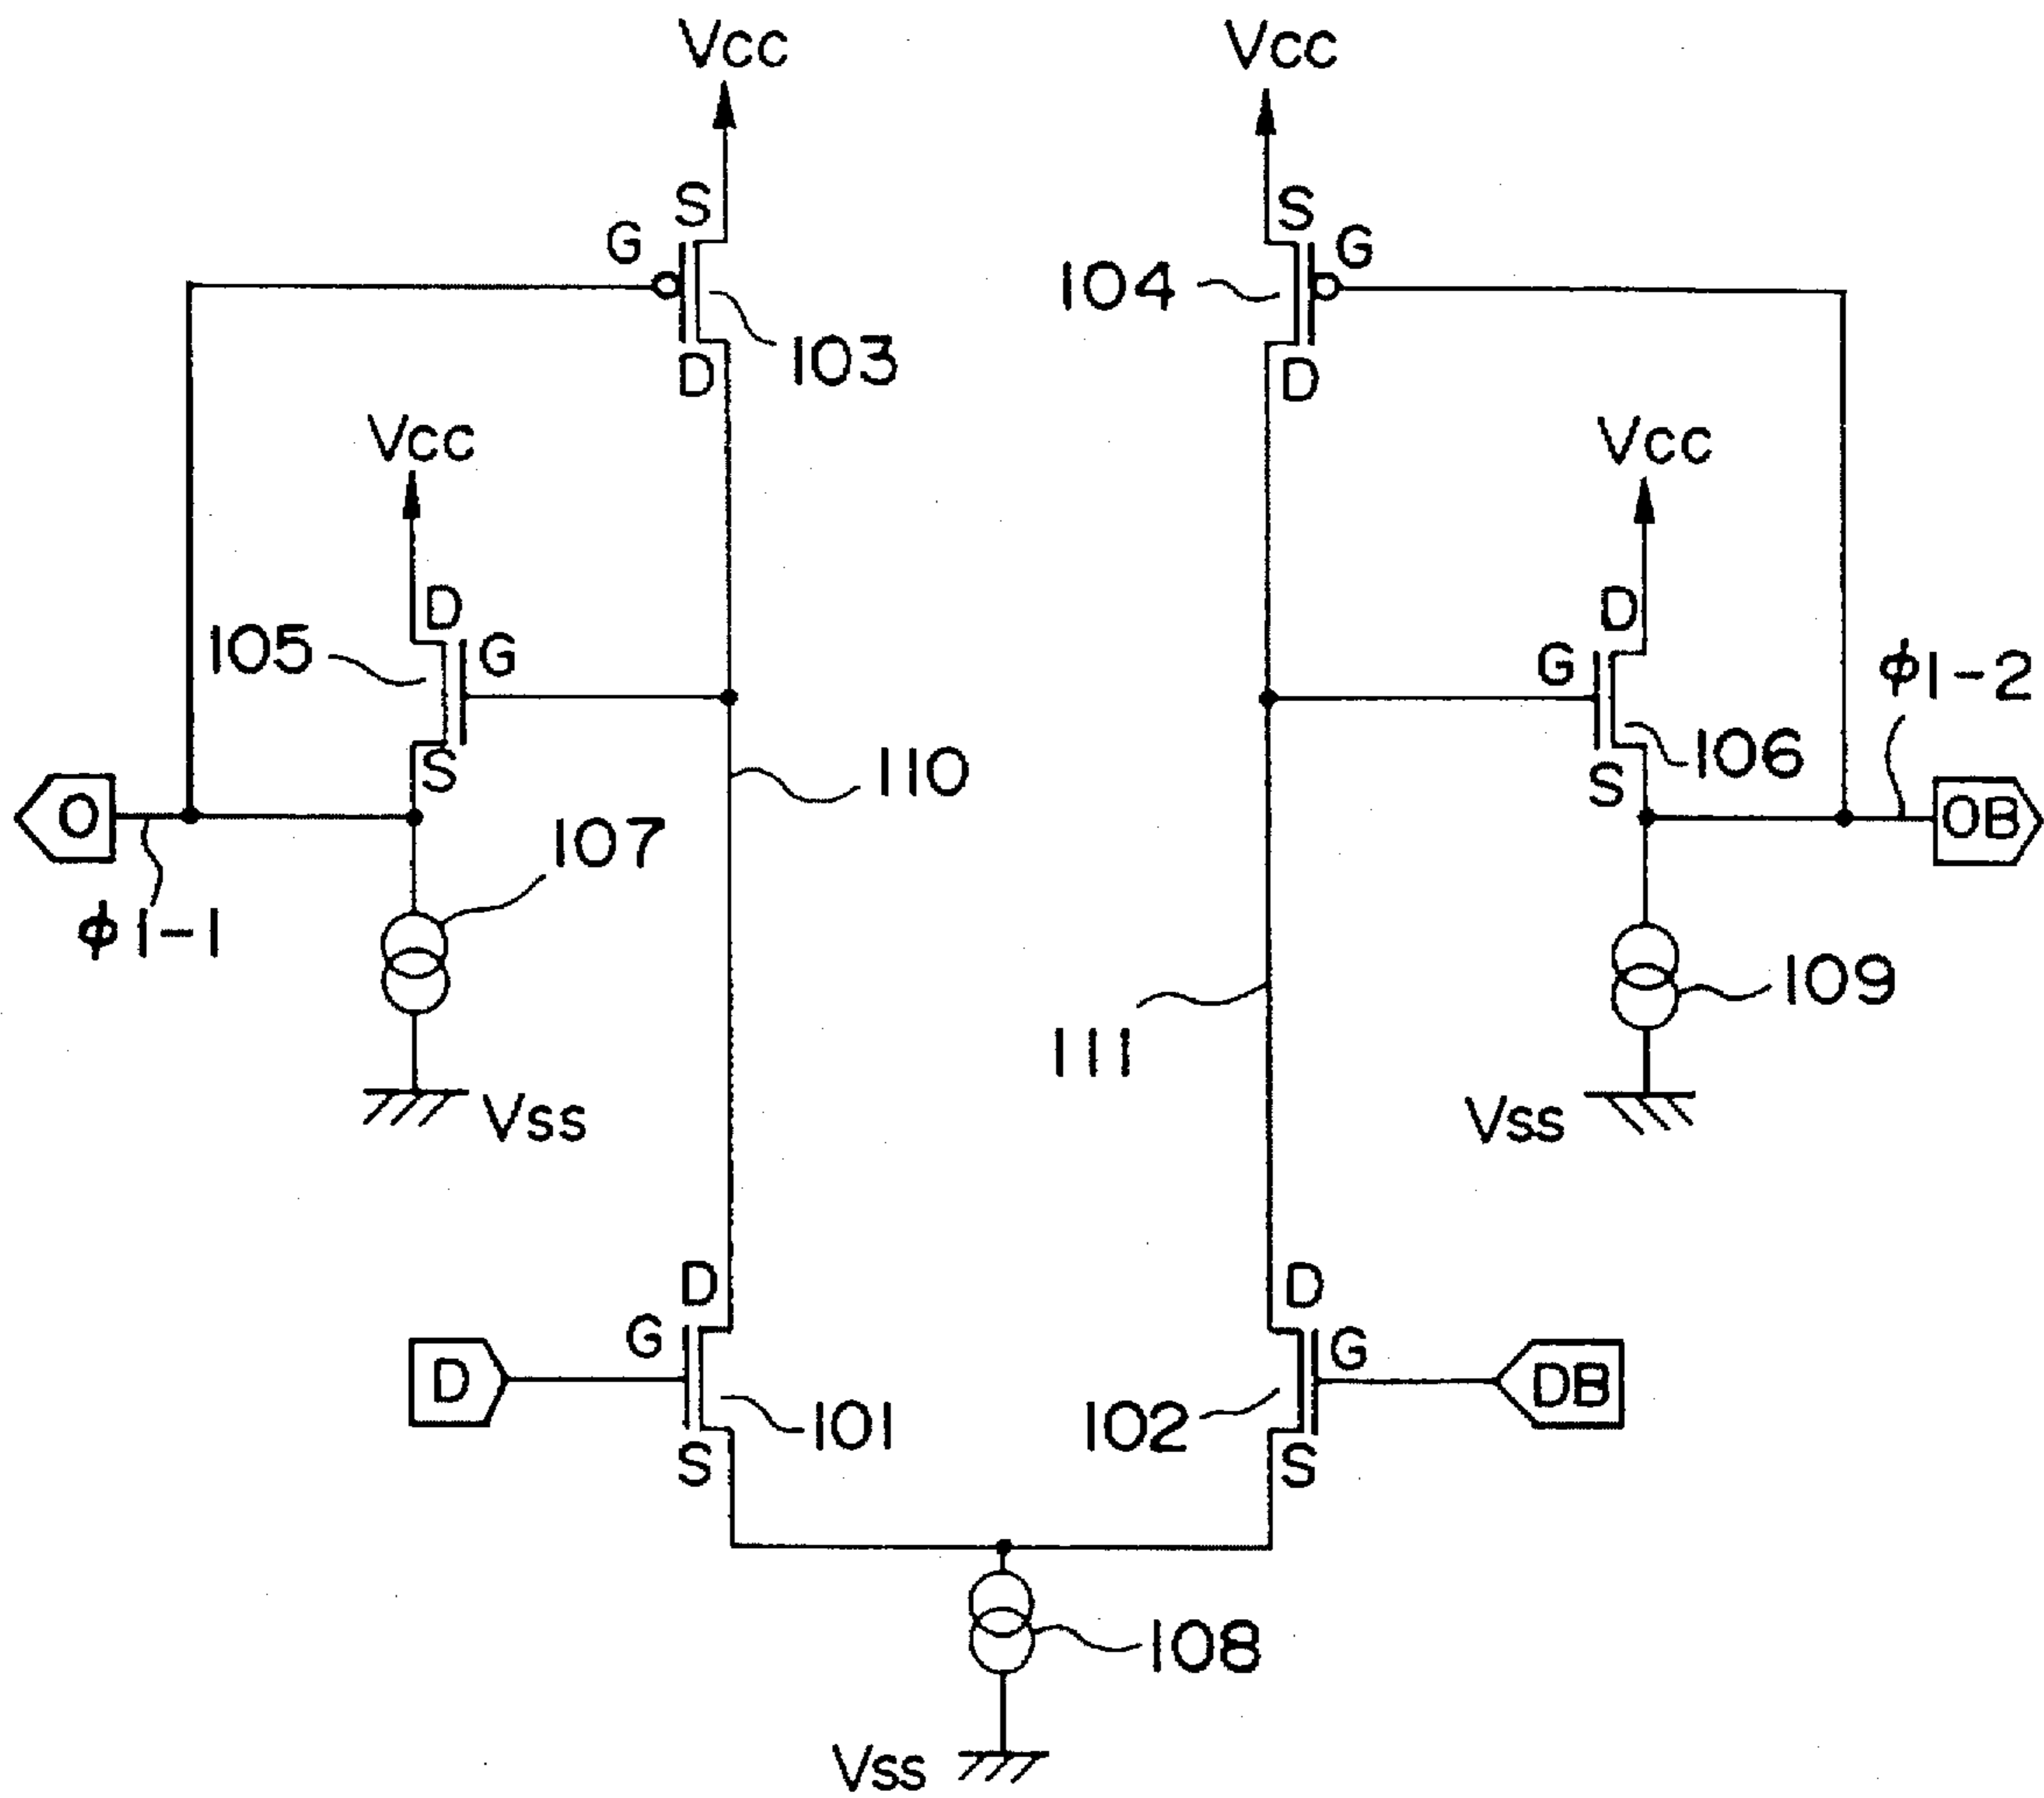 Vcc Vcc
S S
G G
104
103
D D
Vcc Vcc
D D
105 G G
φ1-2
S 106
110 S
O OB
107
φ1-1
109
111
Vss Vss
D D
G G
D DB
101 102
S S
108
Vss